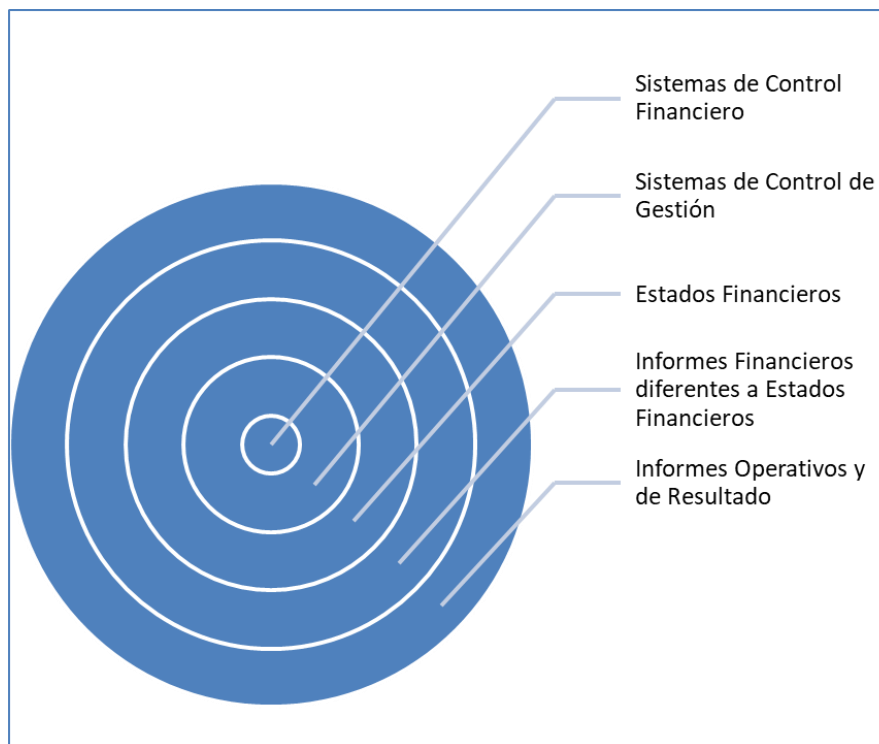 Sistemas de Control
Financiero
Sistemas de Control de
Gestión
Estados Financieros
Informes Financieros
diferentes a Estados
Financieros
Informes Operativos y
de Resultado